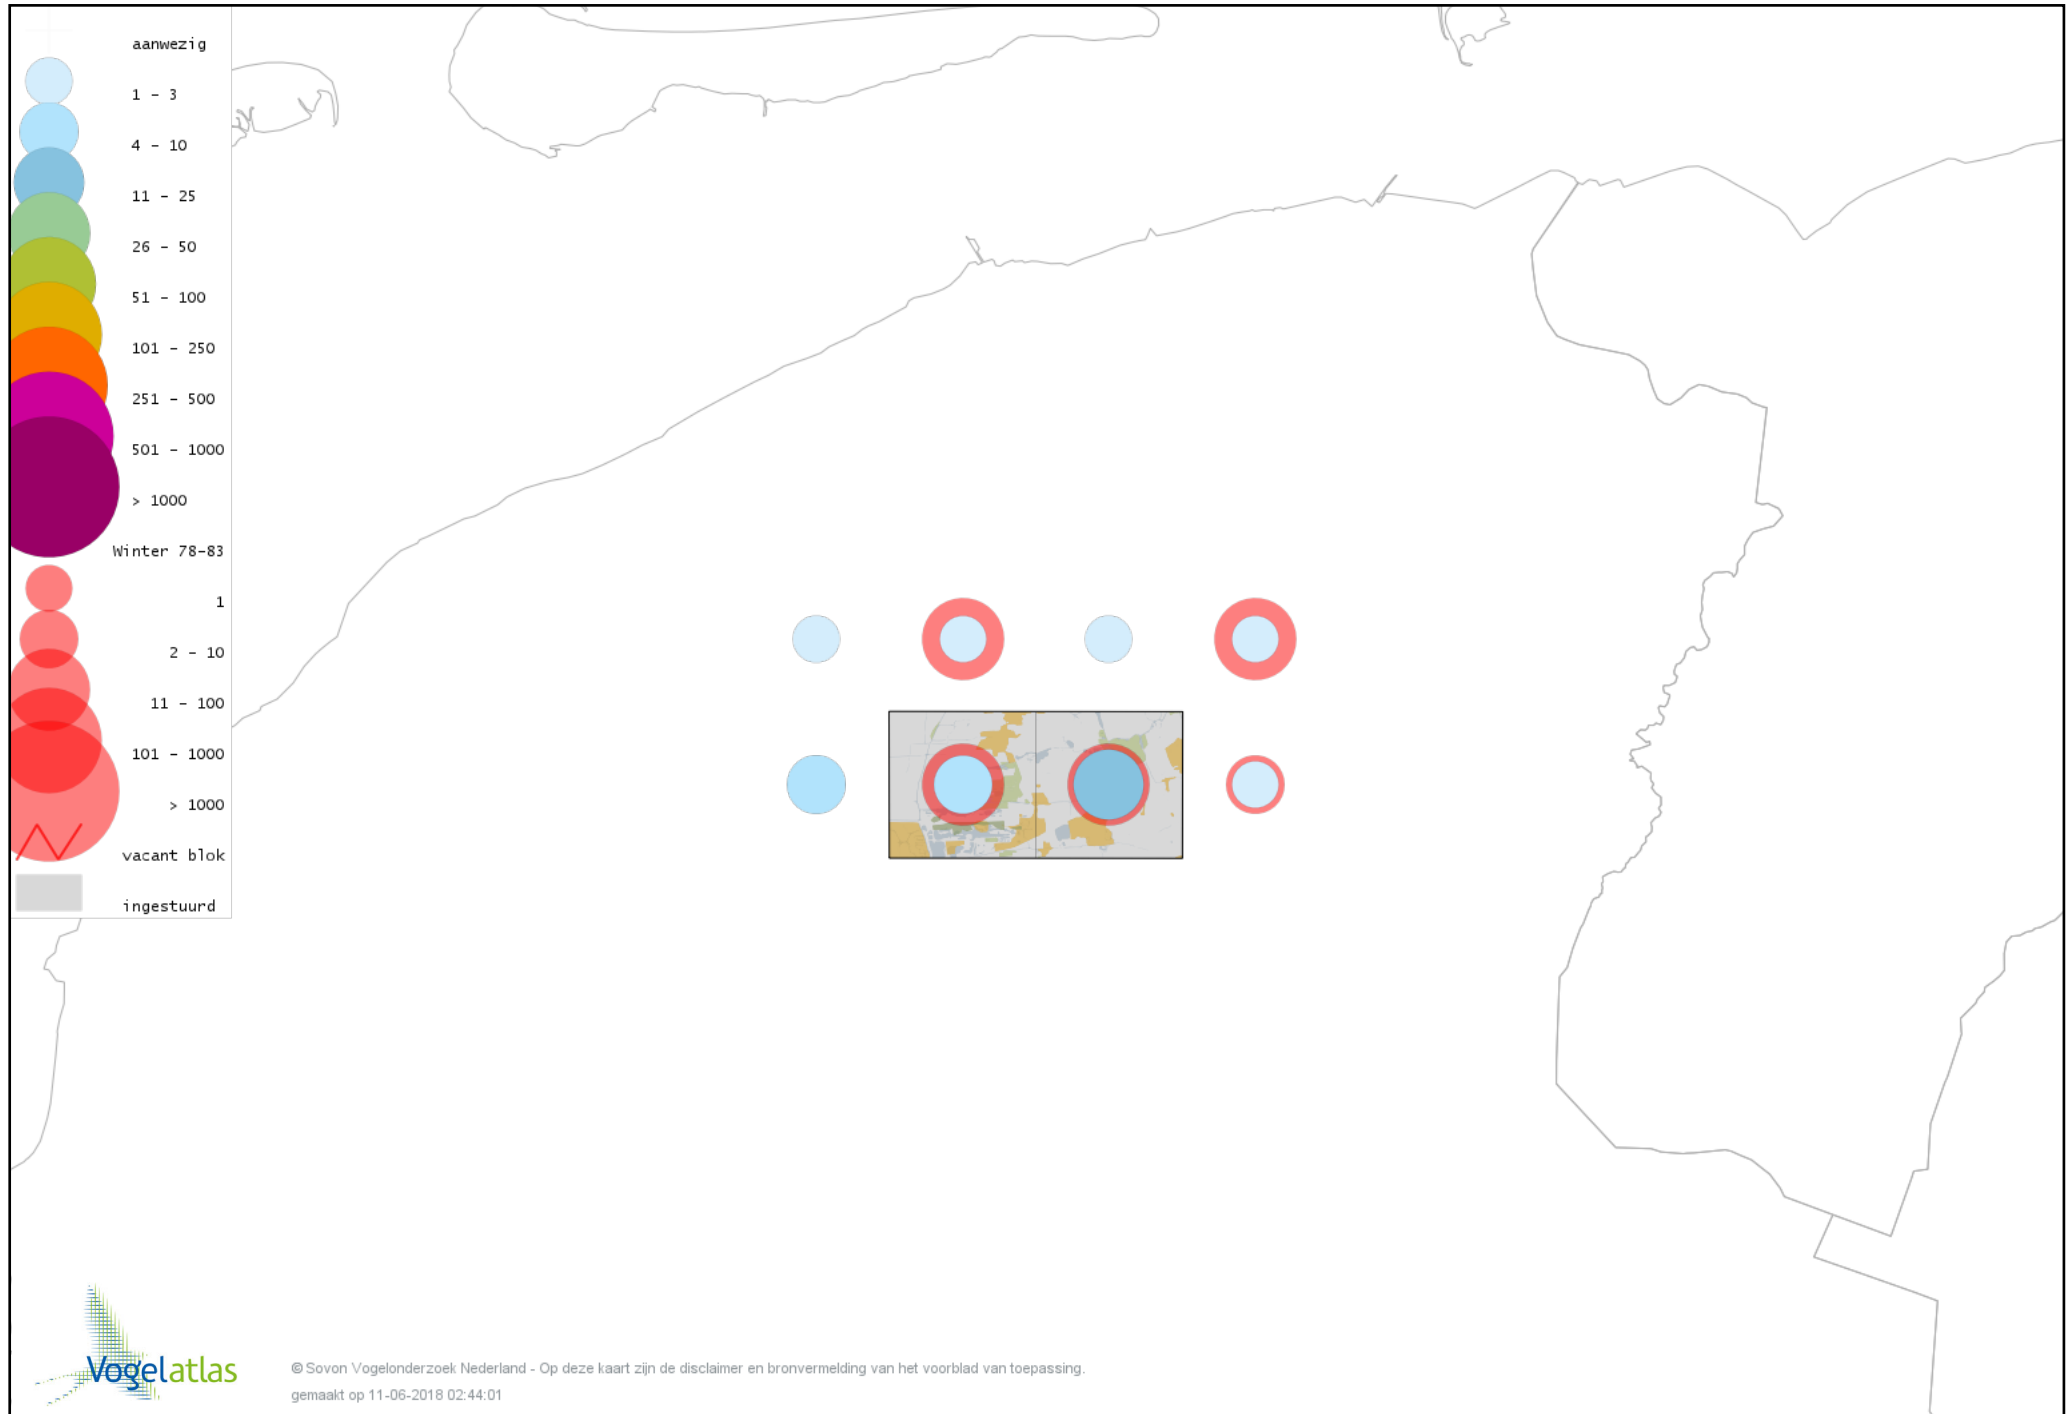 aanwezig
1 - 3
4 - 10
11 - 25
26 - 50
51 - 100
101 - 250
251 - 500
501 - 1000
> 1000
Winter 78-83
1
2 - 10
11 - 100
101 - 1000
> 1000
vacant blok
ingestuurd
Vogelatlas
© Sovon Vogelonderzoek Nederland - Op deze kaart zijn de disclaimer en bronvermelding van het voorblad van toepassing.
gemaakt op 11-06-2018 02:44:01